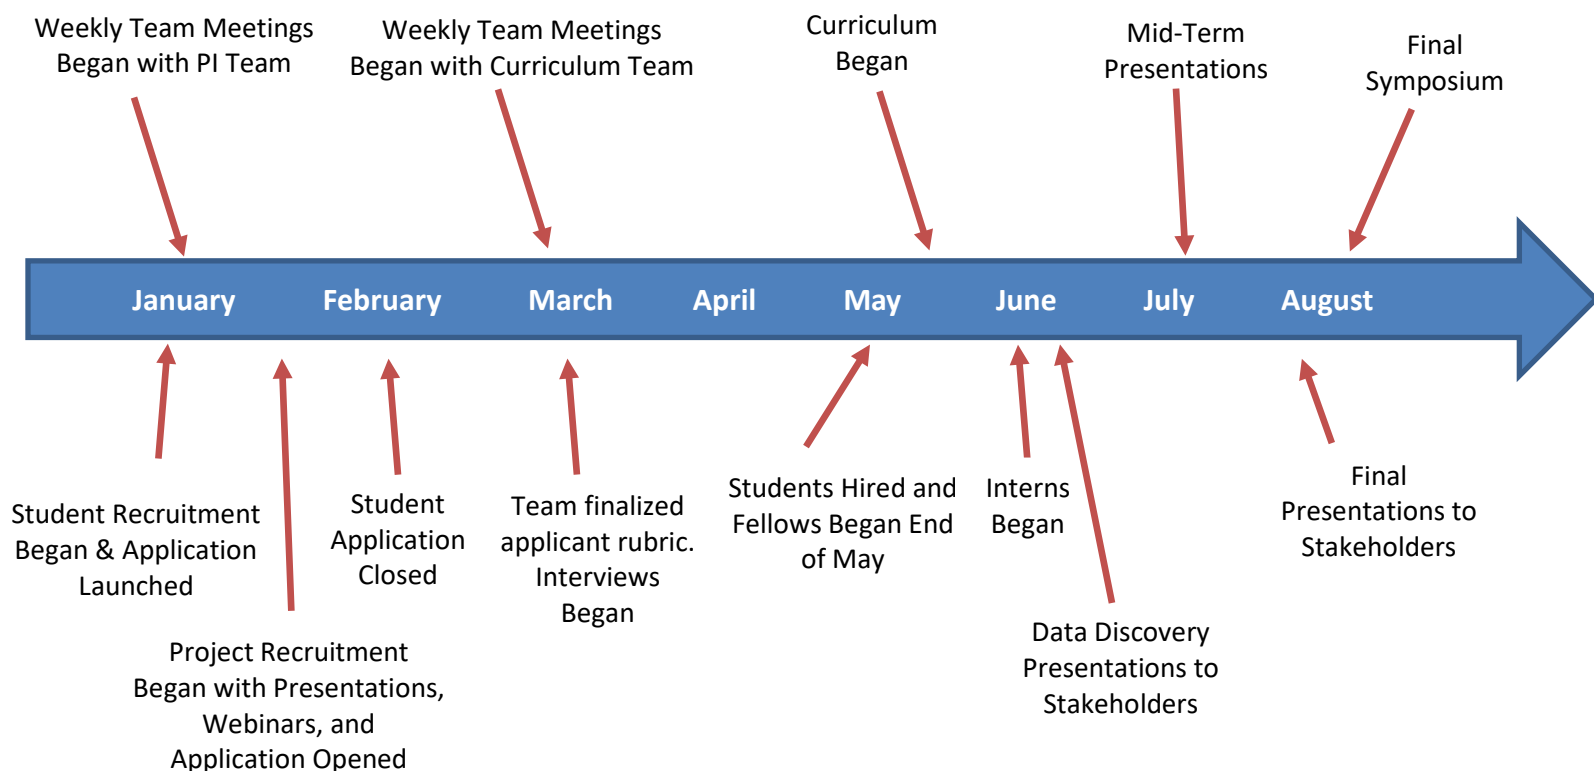 Weekly Team Meetings
Began with PI Team
Weekly Team Meetings
Began with Curriculum Team
Curriculum
Began
Mid-Term
Presentations
Final
Symposium
January
February
March
April
May
June
July
August
Student Recruitment
Began & Application
Launched
Project Recruitment
Began with Presentations,
Webinars, and
Application Opened
Student
Application
Closed
Team finalized
applicant rubric.
Interviews
Began
Students Hired and
Fellows Began End
of May
Interns
Began
Data Discovery
Presentations to
Stakeholders
Final
Presentations to
Stakeholders